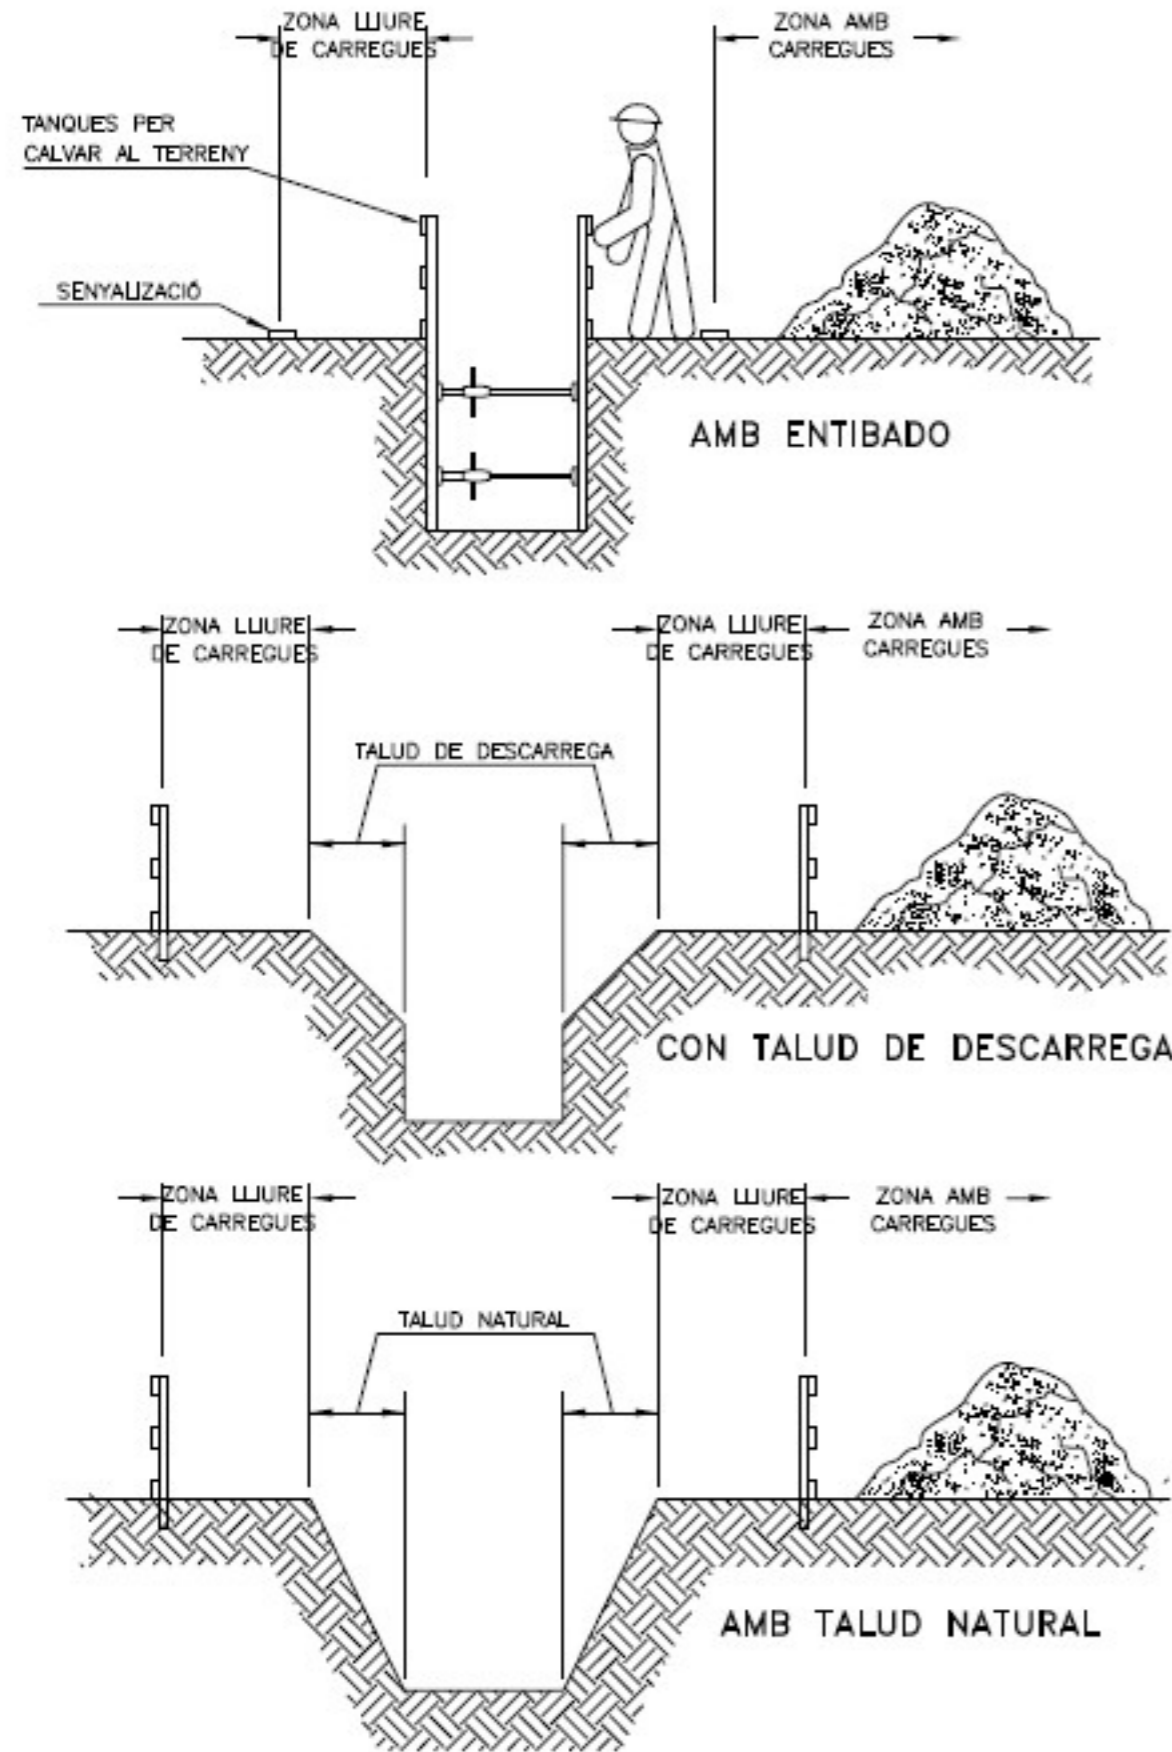 ZONA LLIURE
DE CARREGUES
ZONA AMB
CARREGUES
TANQUES PER
CALVAR AL TERRENY
SENYALIZACIÓ
AMB ENTIBADO
ZONA LLIURE
DE CARREGUES
ZONA LLIURE
DE CARREGUES
ZONA AMB
CARREGUES
TALUD DE DESCARREGA
CON TALUD DE DESCARREGA
ZONA LLIURE
DE CARREGUES
ZONA LLIURE
DE CARREGUES
ZONA AMB
CARREGUES
TALUD NATURAL
AMB TALUD NATURAL